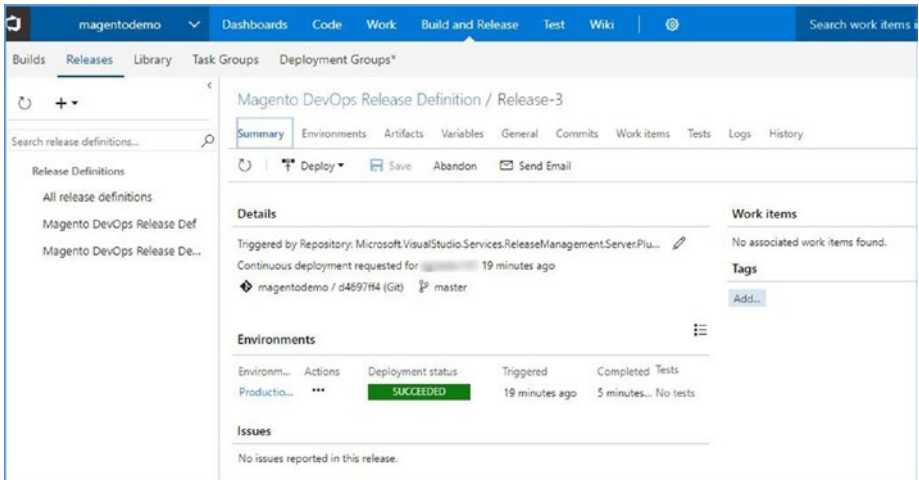 magentodemo Dashboards Code Work Build and Release Test Wiki Search work items i
Builds Releases Library Task Groups Deployment Groups*
Magento DevOps Release Definition / Release-3
Search release definitions...
Summary Environments Artifacts Variables General Commits Work items Tests Logs History
Deploy Save Abandon Send Email
Release Definitions
All release definitions
Magento DevOps Release Def
Magento DevOps Release De...
Details
Triggered by Repository: Microsoft.VisualStudio.Services.ReleaseManagement.Server.Plu...
Continuous deployment requested for 19 minutes ago
magentodemo / d4697ff4 (Git) master
Work items
No associated work items found.
Tags
Add...
Environments
Environm... Actions Deployment status Triggered Completed Tests
Productio... ••• SUCCEEDED 19 minutes ago 5 minutes... No tests
Issues
No issues reported in this release.